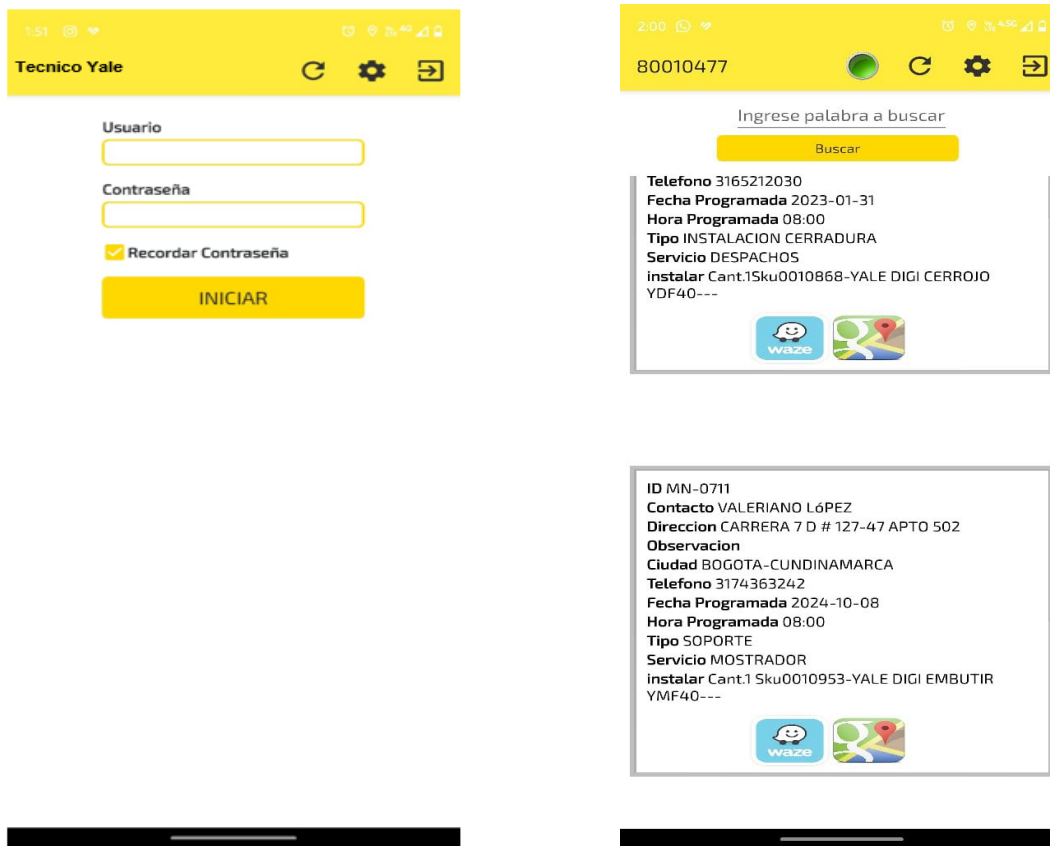 1:51
4G
Tecnico Yale
Usuario
Contraseña
Recordar Contraseña
INICIAR
2:00
4.5G
80010477
Ingrese palabra a buscar
Buscar
Telefono 3165212030
Fecha Programada 2023-01-31
Hora Programada 08:00
Tipo INSTALACION CERRADURA
Servicio DESPACHOS
instalar Cant.1Sku0010868-YALE DIGI CERROJO
YDF40---
waze
ID MN-0711
Contacto VALERIANO LóPEZ
Direccion CARRERA 7 D # 127-47 APTO 502
Observacion
Ciudad BOGOTA-CUNDINAMARCA
Telefono 3174363242
Fecha Programada 2024-10-08
Hora Programada 08:00
Tipo SOPORTE
Servicio MOSTRADOR
instalar Cant.1 Sku0010953-YALE DIGI EMBUTIR
YMF40---
waze